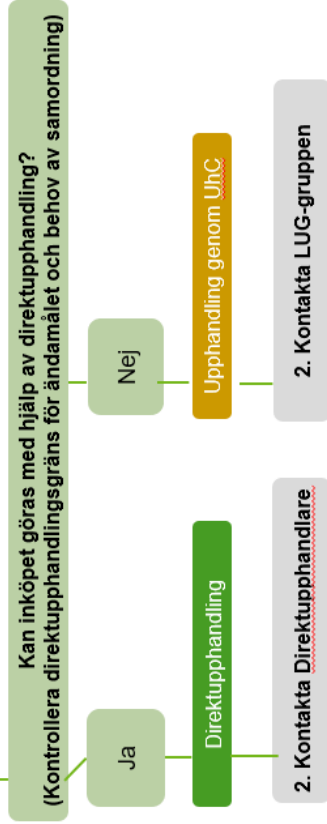 Kan inköpet göras med hjälp av direktupphandling?
(Kontrollera direktupphandlingsgräns för ändamålet och behov av samordning)
Ja
Nej
Direktupphandling
Upphandling genom UhC
2. Kontakta Direktupphandlare
2. Kontakta LUG-gruppen